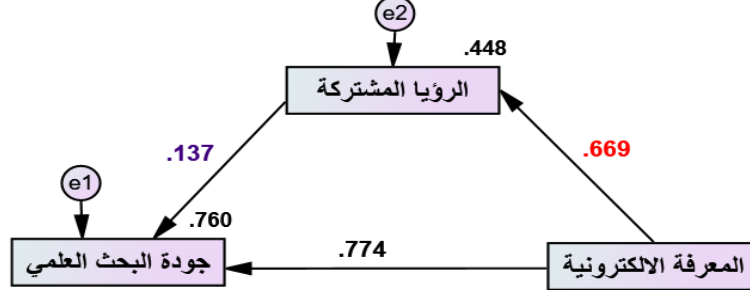 e2
.448
الرؤيا المشتركة
.137
.669
e1
.760
جودة البحث العلمي
.774
المعرفة الالكترونية